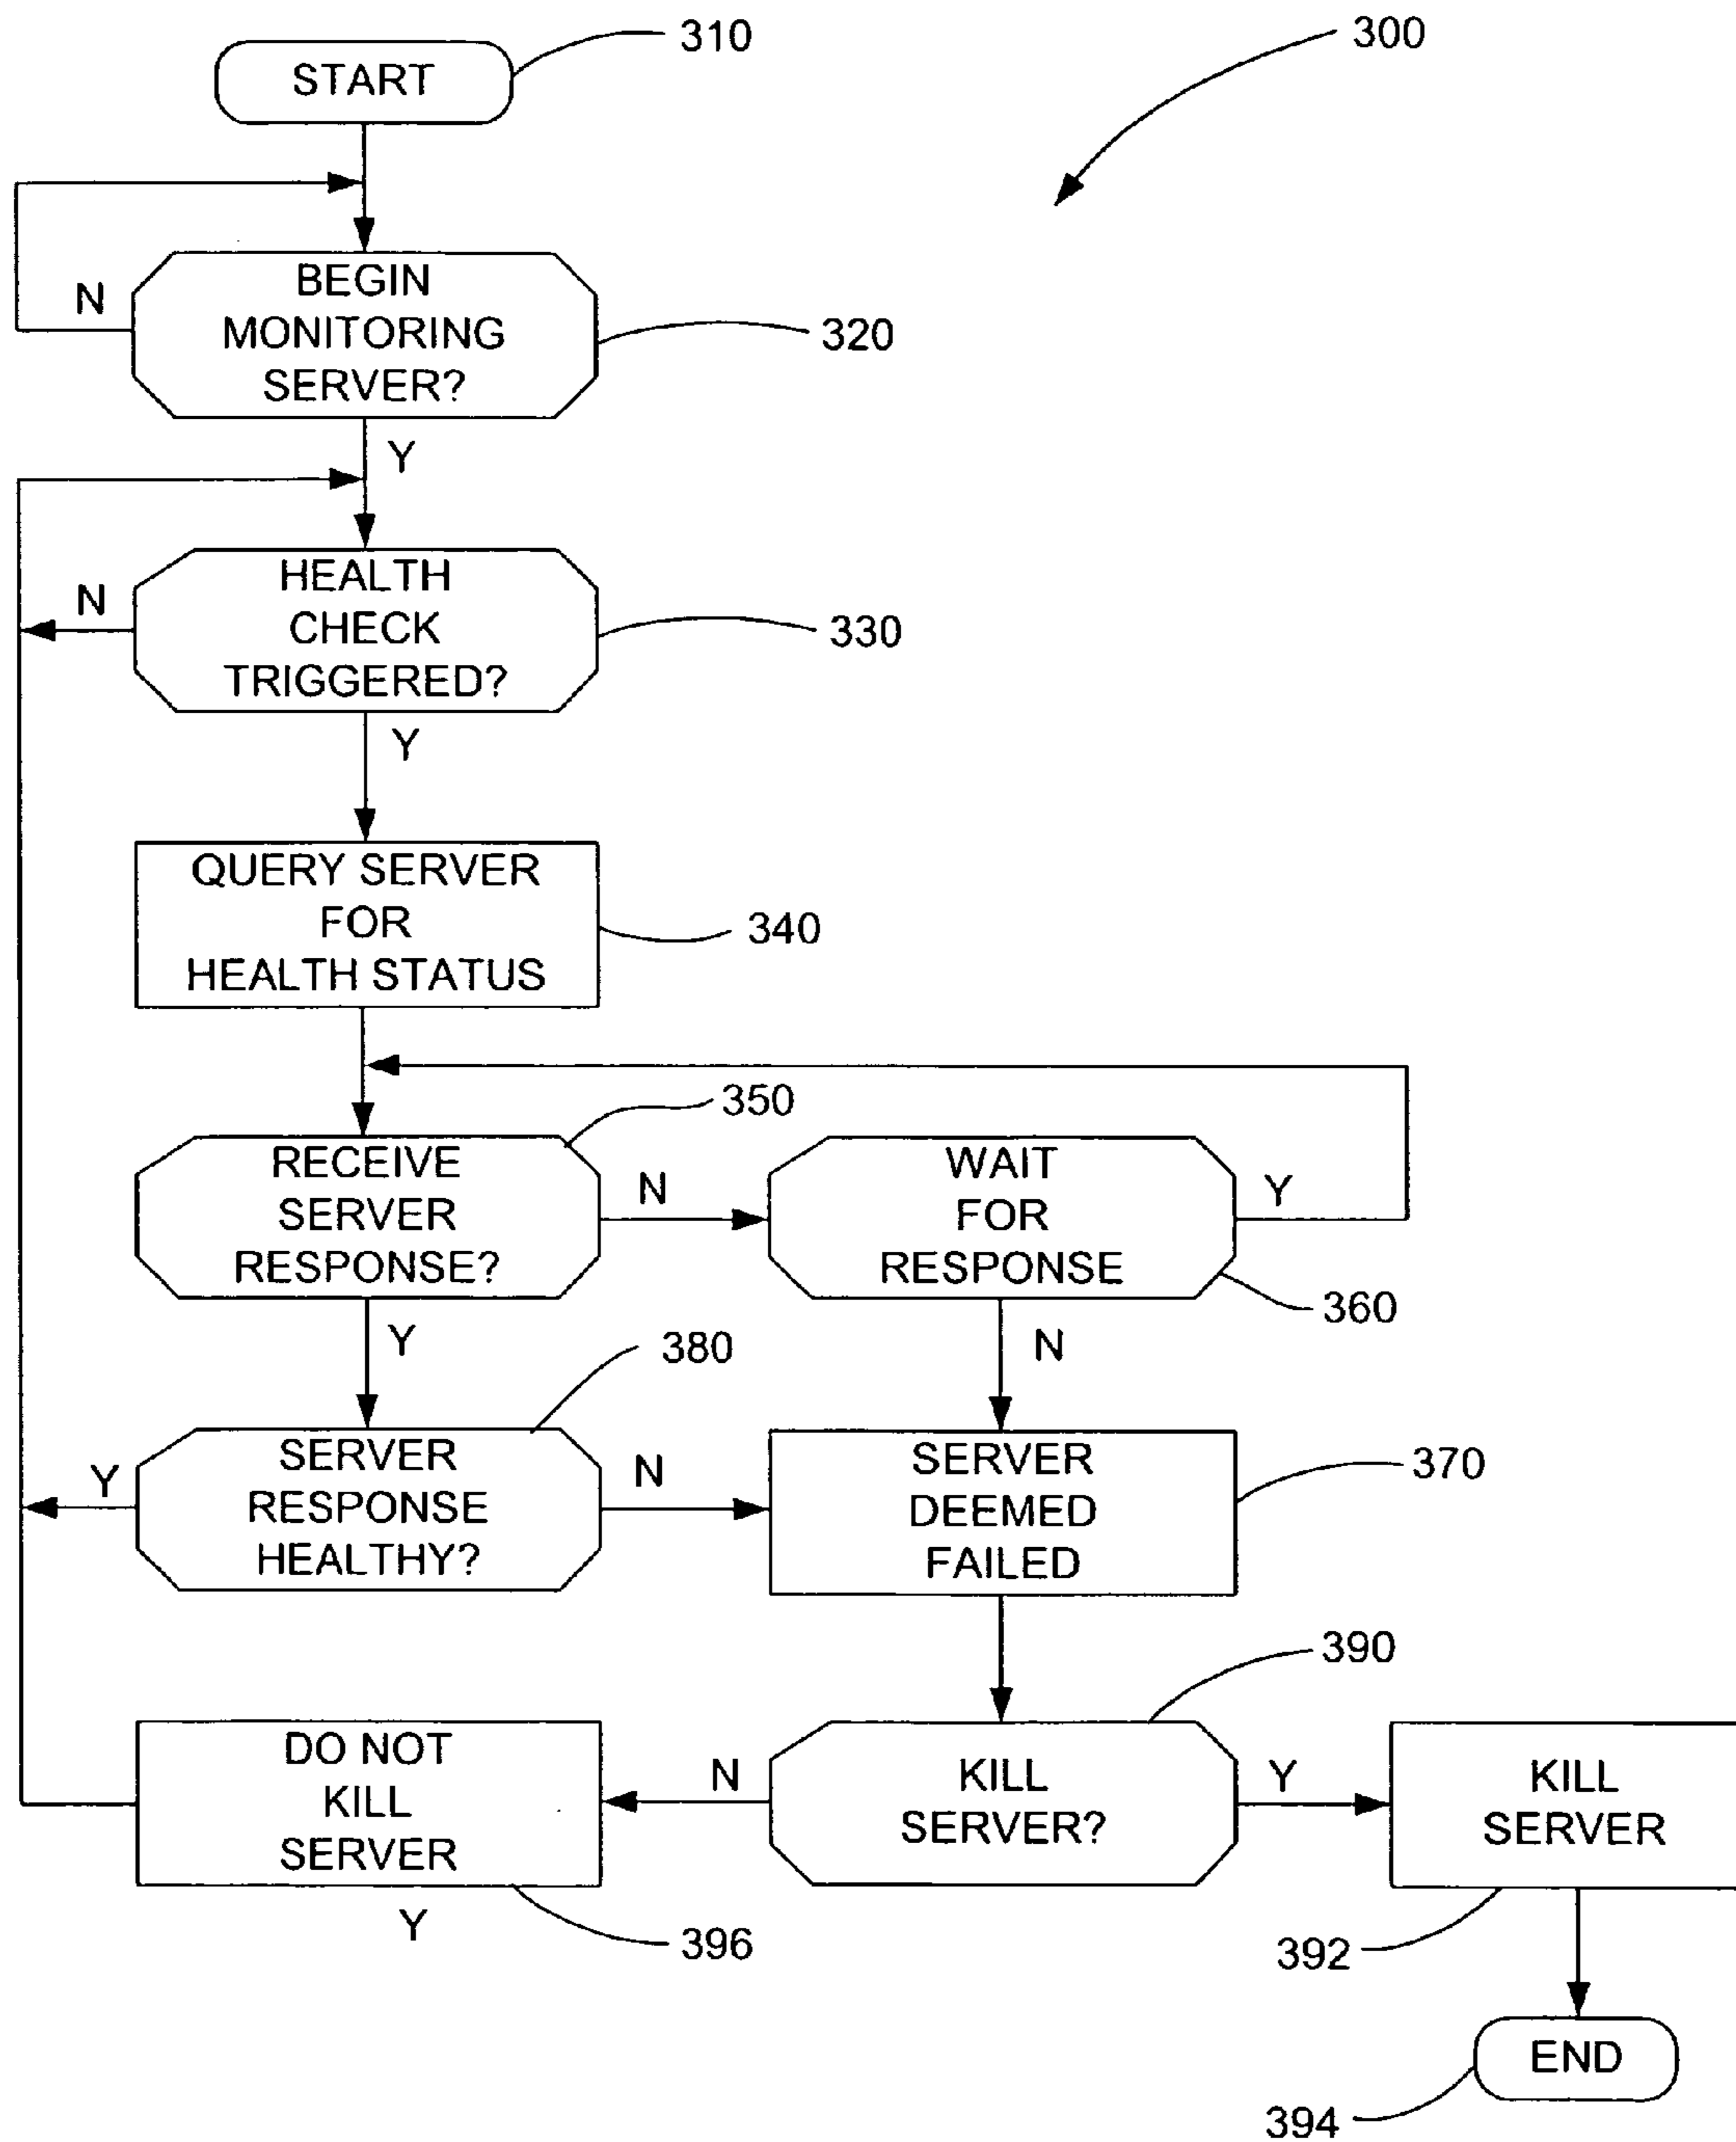 310
300
START
BEGIN
MONITORING
SERVER?
N
320
Y
HEALTH
CHECK
TRIGGERED?
N
330
Y
QUERY SERVER
FOR
HEALTH STATUS
340
350
RECEIVE
SERVER
RESPONSE?
N
WAIT
FOR
RESPONSE
Y
360
Y
N
380
SERVER
RESPONSE
HEALTHY?
Y
N
SERVER
DEEMED
FAILED
370
390
DO NOT
KILL
SERVER
N
KILL
SERVER?
Y
KILL
SERVER
Y
396
392
END
394